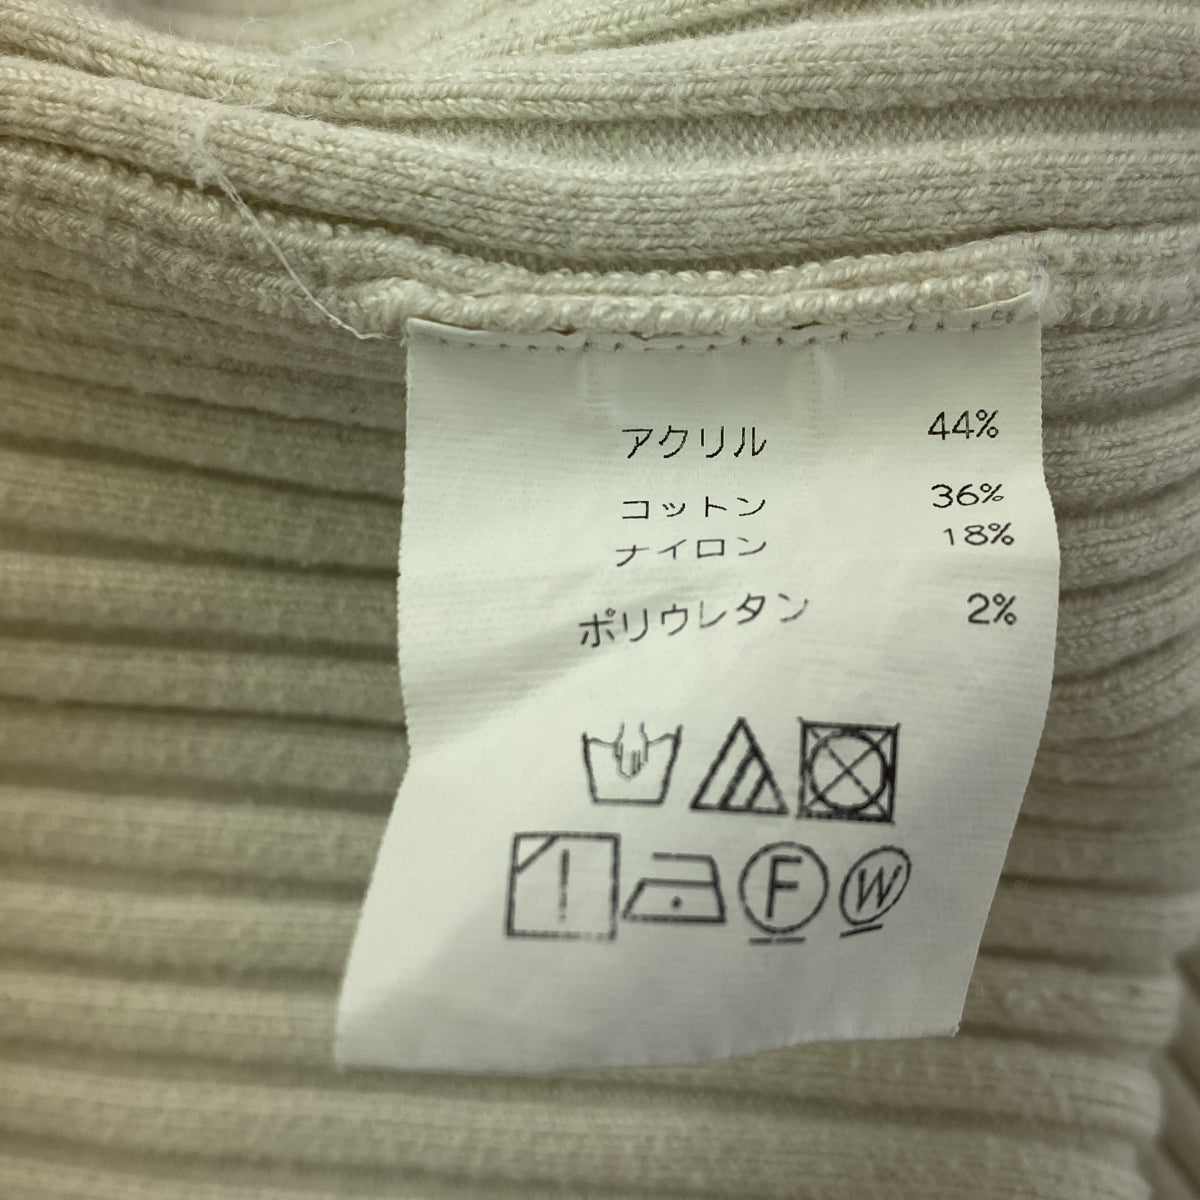 アクリル 44%
コットン 36%
ナイロン 18%
ポリウレタン 2%
F W